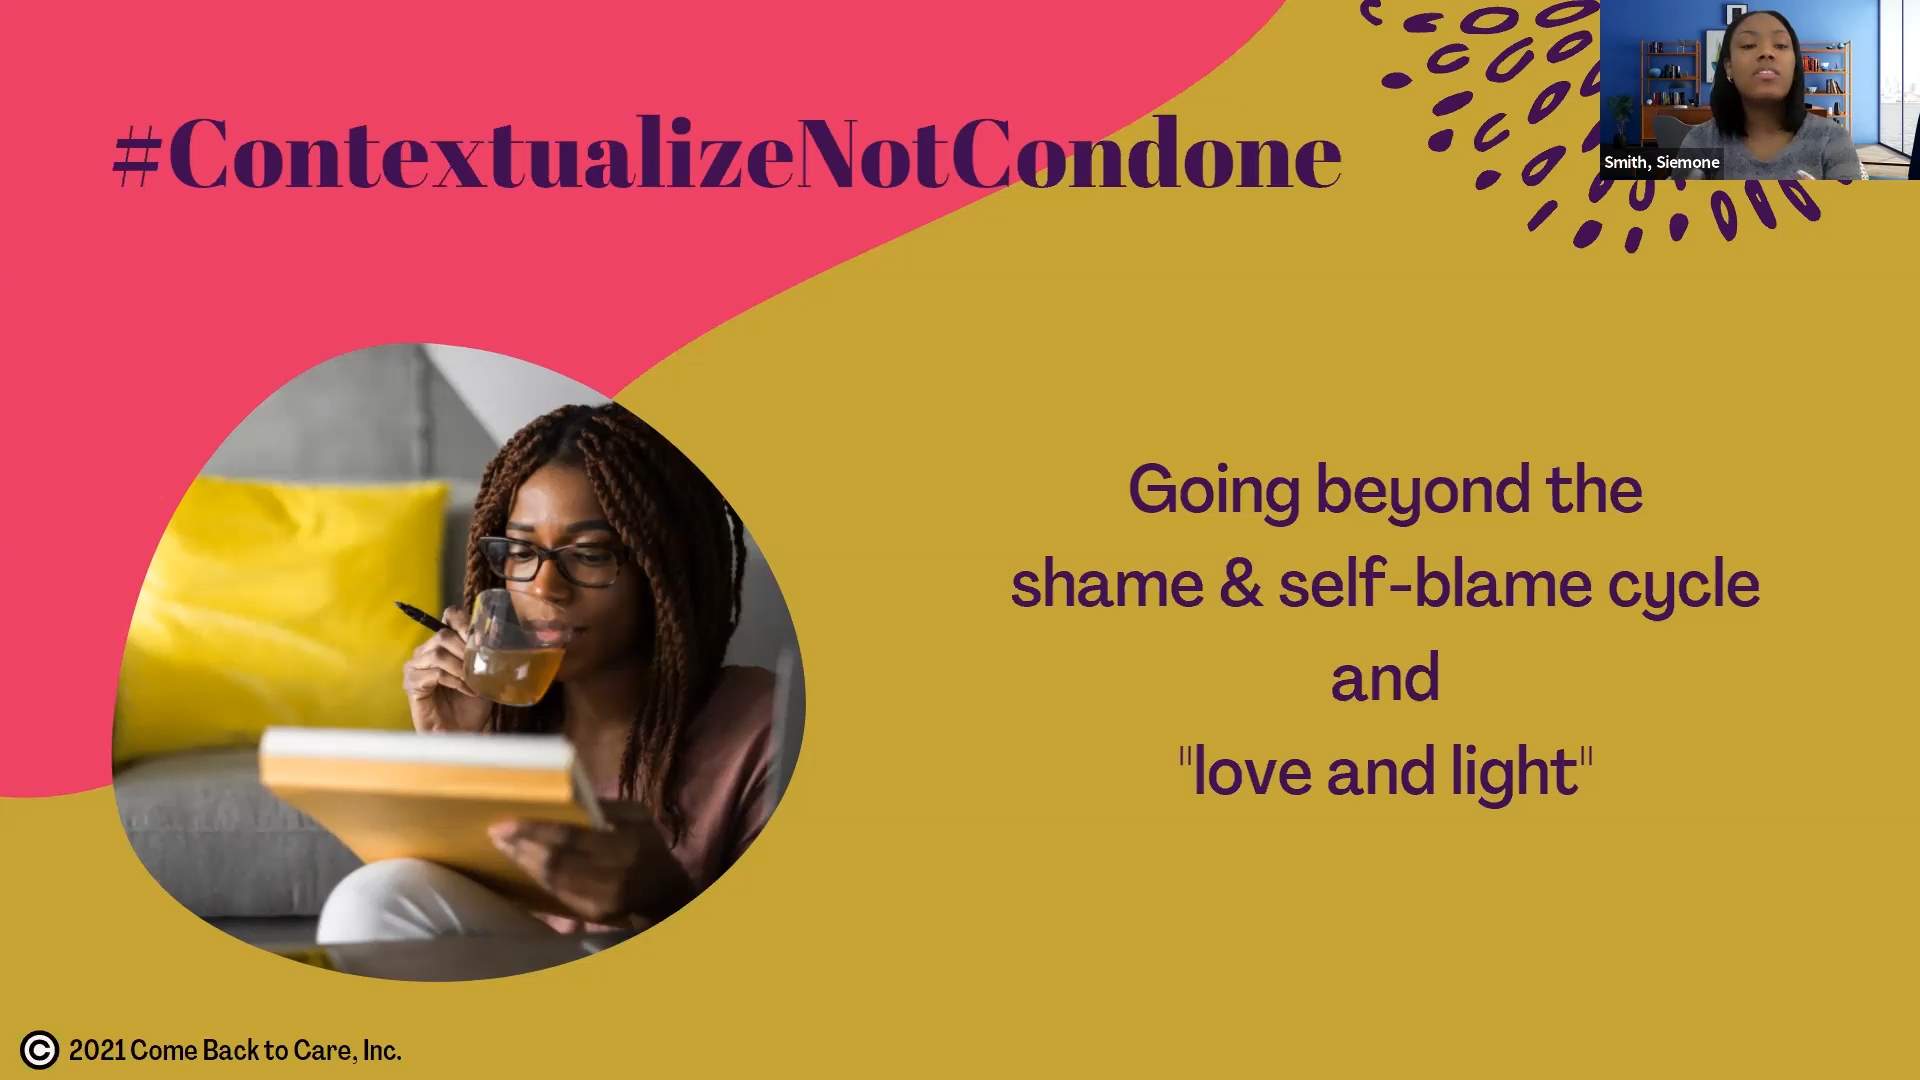 #ContextualizeNotCondone
Smith, Siemone
Going beyond the
shame & self-blame cycle
and
"love and light"
© 2021 Come Back to Care, Inc.